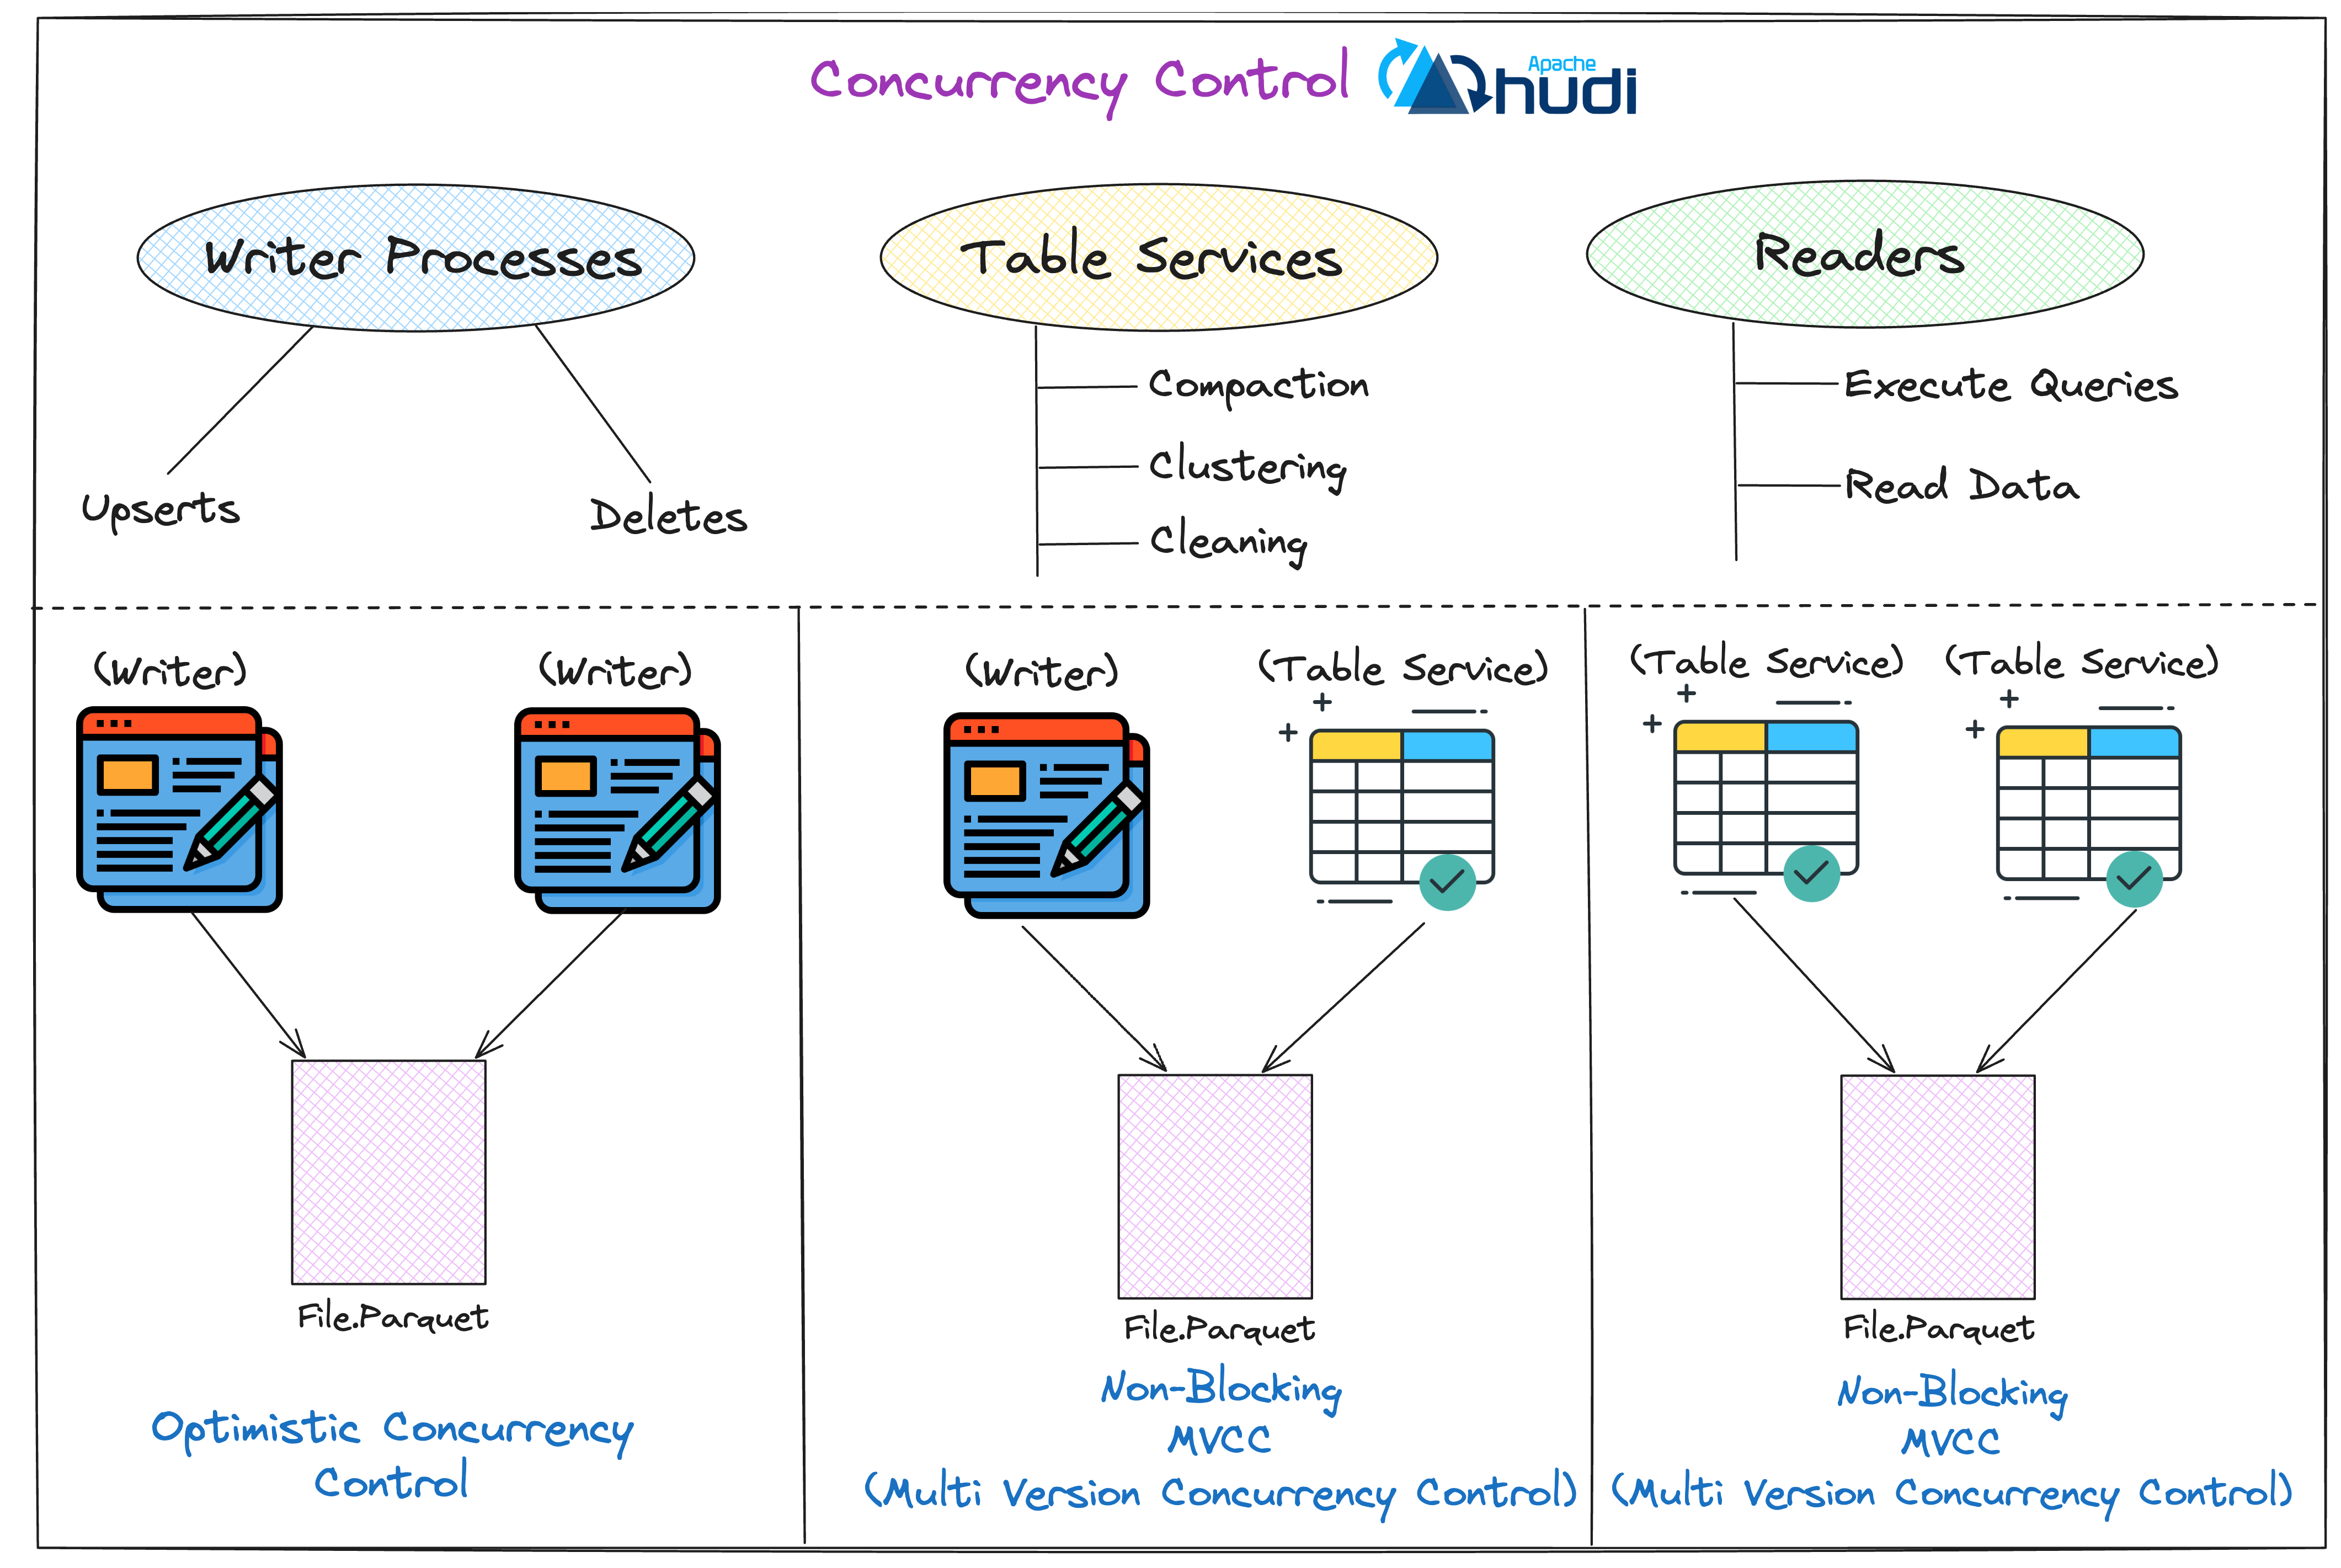 Concurrency Control
Apache
hudi
Writer Processes
Table Services
Readers
Upserts
Deletes
Compaction
Clustering
Cleaning
Execute Queries
Read Data
(Writer)
(Writer)
File.Parquet
Optimistic Concurrency
Control
(Writer)
(Table Service)
File.Parquet
Non-Blocking
MVCC
(Multi Version Concurrency Control)
(Table Service)
(Table Service)
File.Parquet
Non-Blocking
MVCC
(Multi Version Concurrency Control)